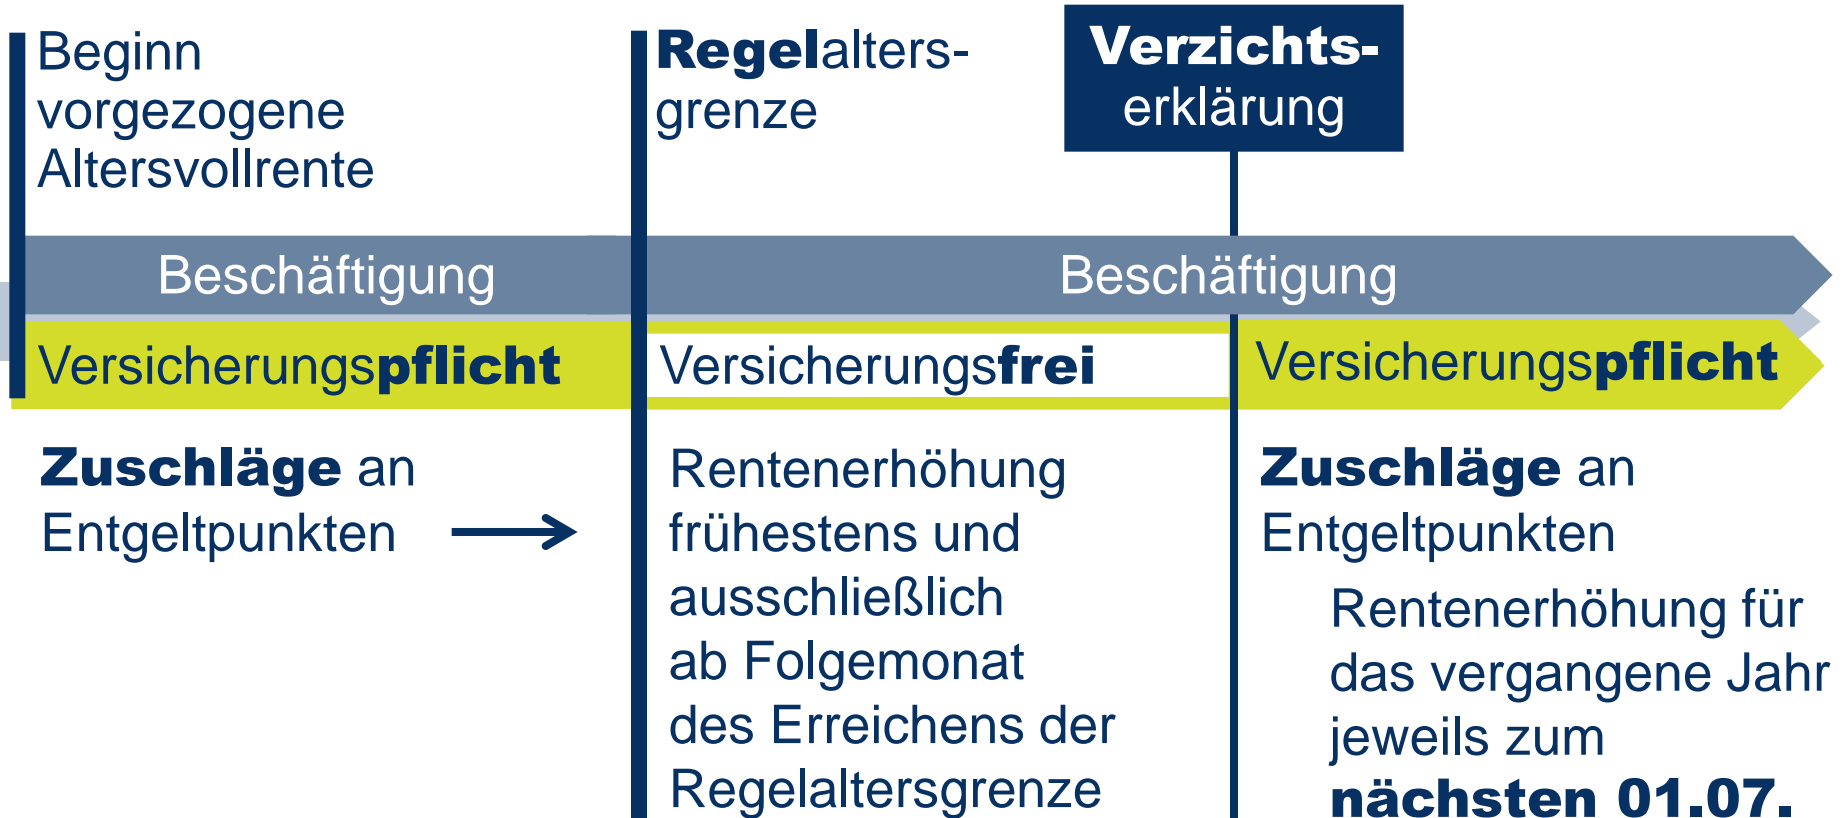 Beginn
vorgezogene
Altersvollrente
Regelalters-
grenze
Verzichts-
erklärung
Beschäftigung
Beschäftigung
Versicherungspflicht
Versicherungsfrei
Versicherungspflicht
Zuschläge an
Entgeltpunkten
Rentenerhöhung
frühestens und
ausschließlich
ab Folgemonat
des Erreichens der
Regelaltersgrenze
Zuschläge an
Entgeltpunkten
Rentenerhöhung für
das vergangene Jahr
jeweils zum
nächsten 01.07.